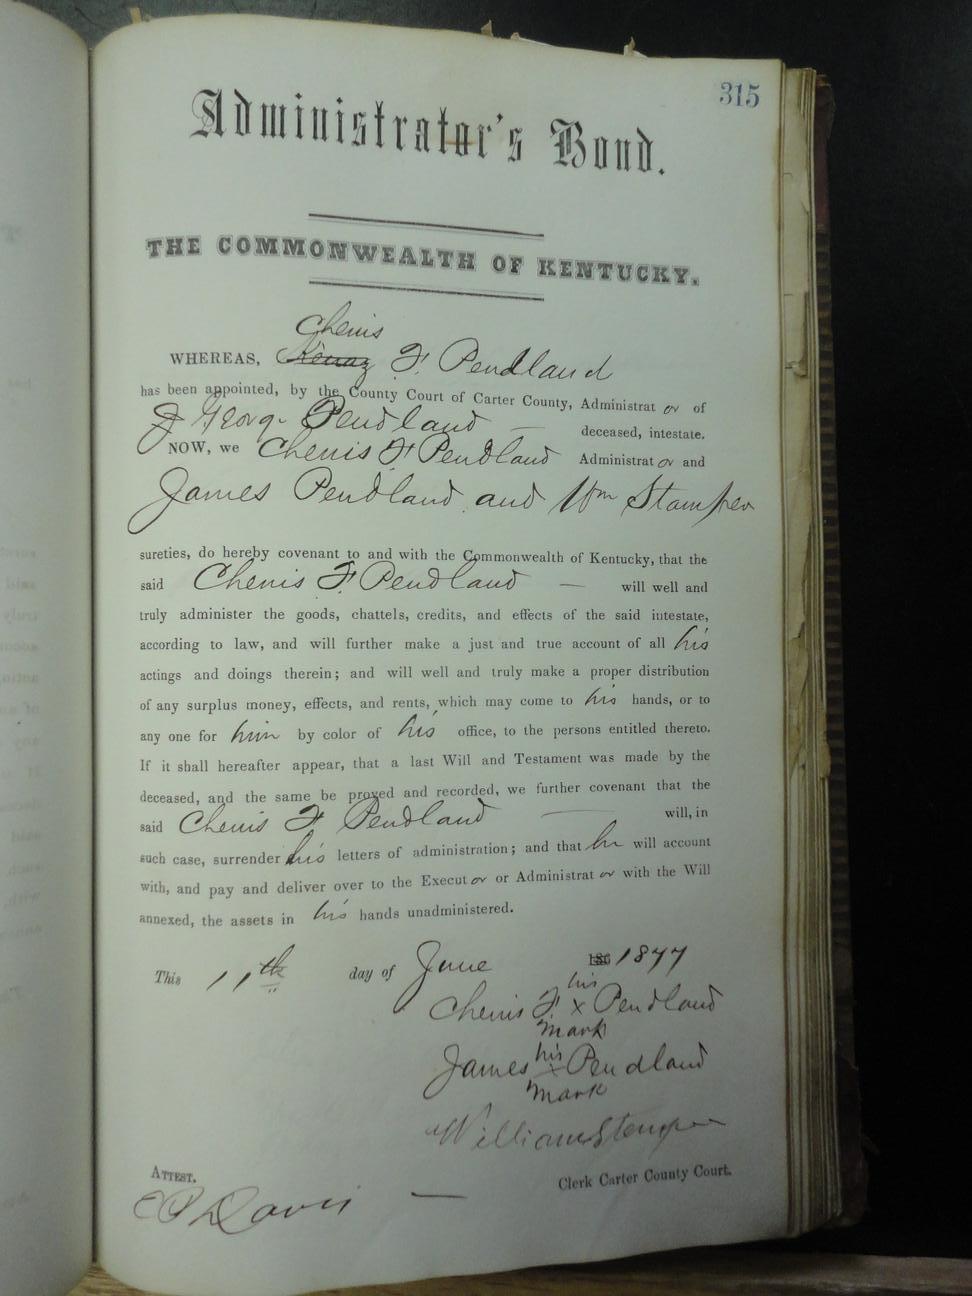 315
Administrator's Bond.
THE COMMONWEALTH OF KENTUCKY.
Chenis
WHEREAS, F. Pendland
has been appointed, by the County Court of Carter County, Administrat or of
J George Pendland — deceased, intestate.
NOW, we Chenis F Pendland Administrat or and
James Pendland and Wm Stamper
sureties, do hereby covenant to and with the Commonwealth of Kentucky, that the
said Chenis F. Pendland — will well and
truly administer the goods, chattels, credits, and effects of the said intestate,
according to law, and will further make a just and true account of all his
actings and doings therein; and will well and truly make a proper distribution
of any surplus money, effects, and rents, which may come to his hands, or to
any one for him by color of his office, to the persons entitled thereto.
If it shall hereafter appear, that a last Will and Testament was made by the
deceased, and the same be proved and recorded, we further covenant that the
said Chenis F. Pendland — will, in
such case, surrender his letters of administration; and that he will account
with, and pay and deliver over to the Execut or or Administrat or with the Will
annexed, the assets in his hands unadministered.
This 11th day of June 186 1877
his
Chenis F. x Pendland
mark
his
James x Pendland
mark
William Stamper
ATTEST.
Clerk Carter County Court.
Davis —